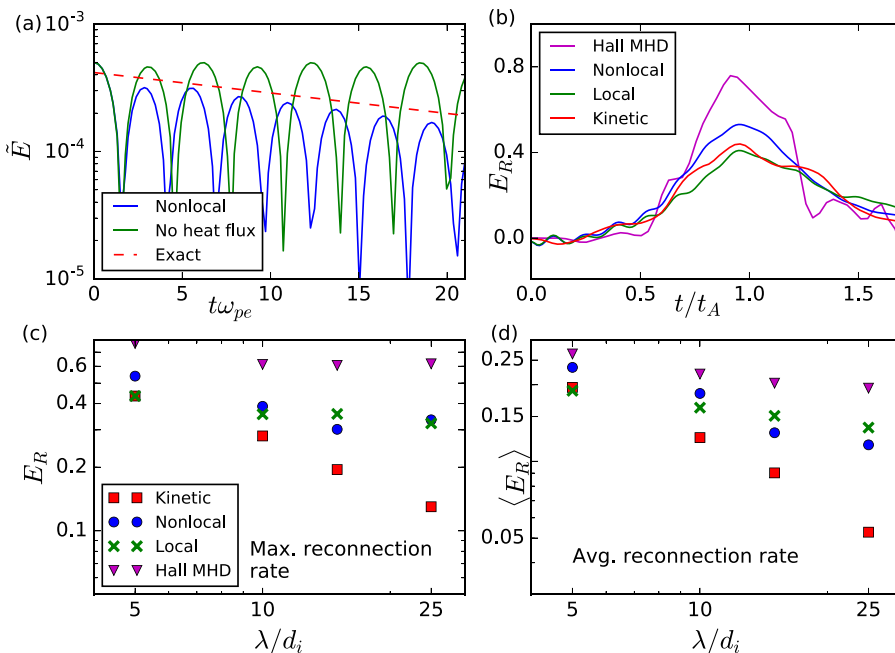 (a)
10⁻³
10⁻⁴
10⁻⁵
Ẽ
Nonlocal
No heat flux
Exact
0 5 10 15 20
tω_pe
(b)
Hall MHD
Nonlocal
Local
Kinetic
0.8
0.4
0.0
E_R
0.0 0.5 1.0 1.5
t/t_A
(c)
0.6
0.4
0.2
0.1
E_R
Kinetic
Nonlocal
Local
Hall MHD
Max. reconnection
rate
5 10 25
λ/d_i
(d)
0.25
0.15
0.05
⟨E_R⟩
Avg. reconnection rate
5 10 25
λ/d_i